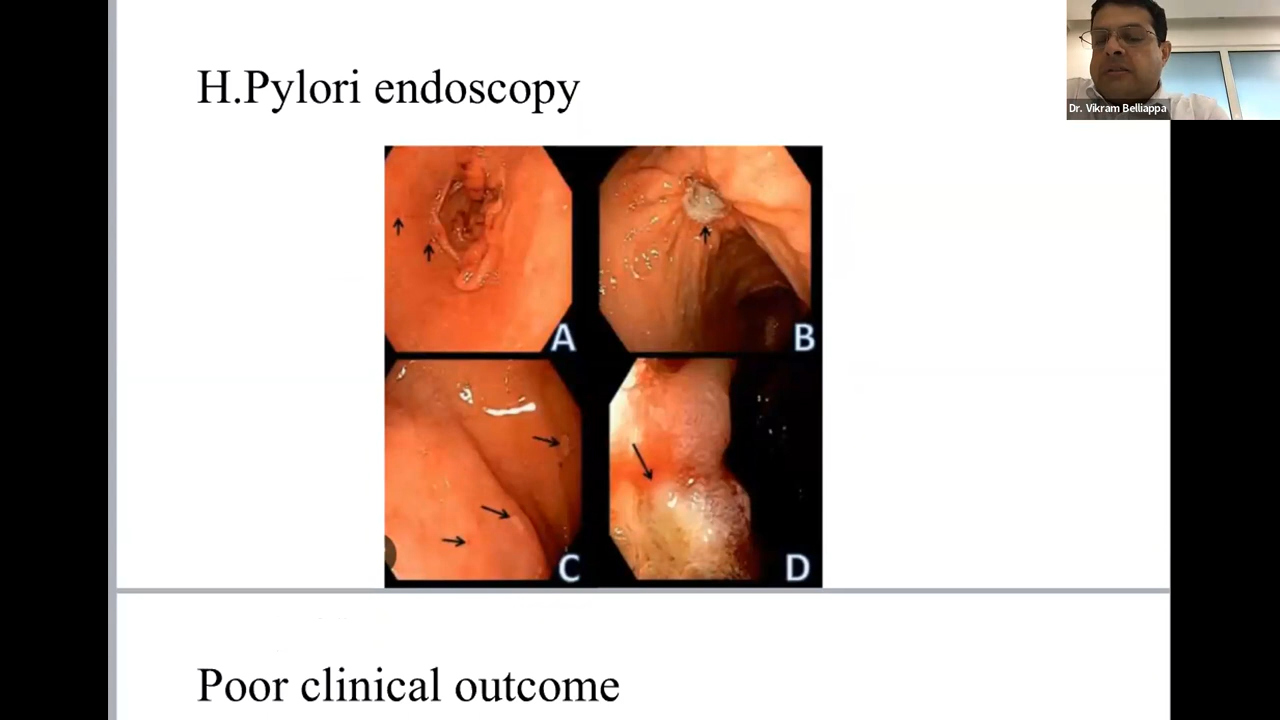 H.Pylori endoscopy
Dr. Vikram Belliappa
A
B
C
D
Poor clinical outcome